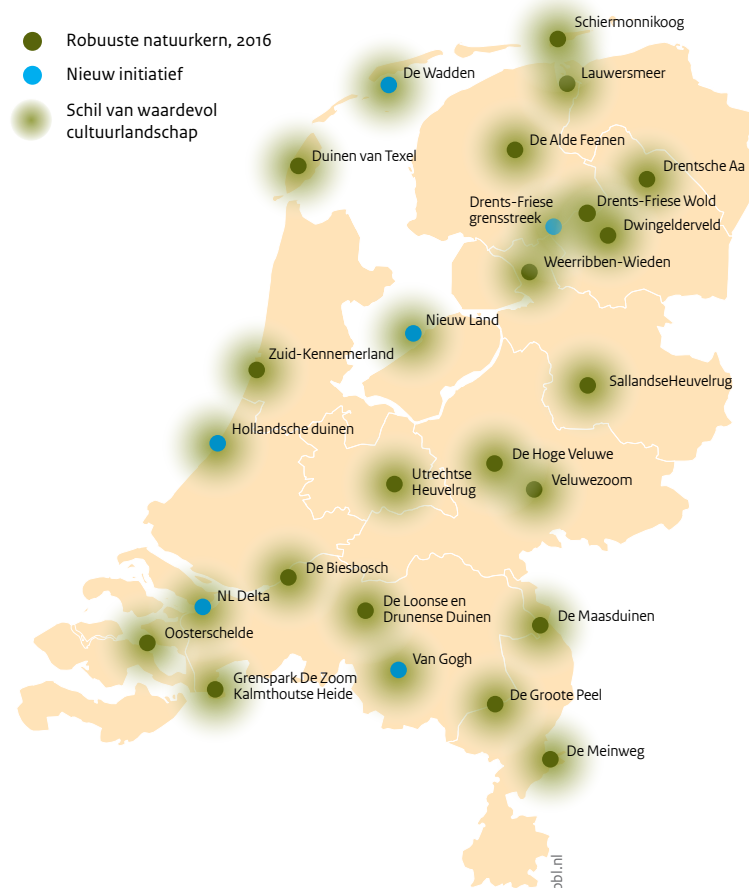 Robuuste natuurkern, 2016
Nieuw initiatief
Schil van waardevol
cultuurlandschap
Schiermonnikoog
De Wadden
Lauwersmeer
De Alde Feanen
Duinen van Texel
Drentsche Aa
Drents-Friese
grensstreek
Drents-Friese Wold
Dwingelderveld
Weerribben-Wieden
Nieuw Land
Zuid-Kennemerland
SallandseHeuvelrug
Hollandsche duinen
De Hoge Veluwe
Utrechtse
Heuvelrug
Veluwezoom
De Biesbosch
NL Delta
De Loonse en
Drunense Duinen
De Maasduinen
Oosterschelde
Van Gogh
Grenspark De Zoom
Kalmthoutse Heide
De Groote Peel
De Meinweg
pbl.nl